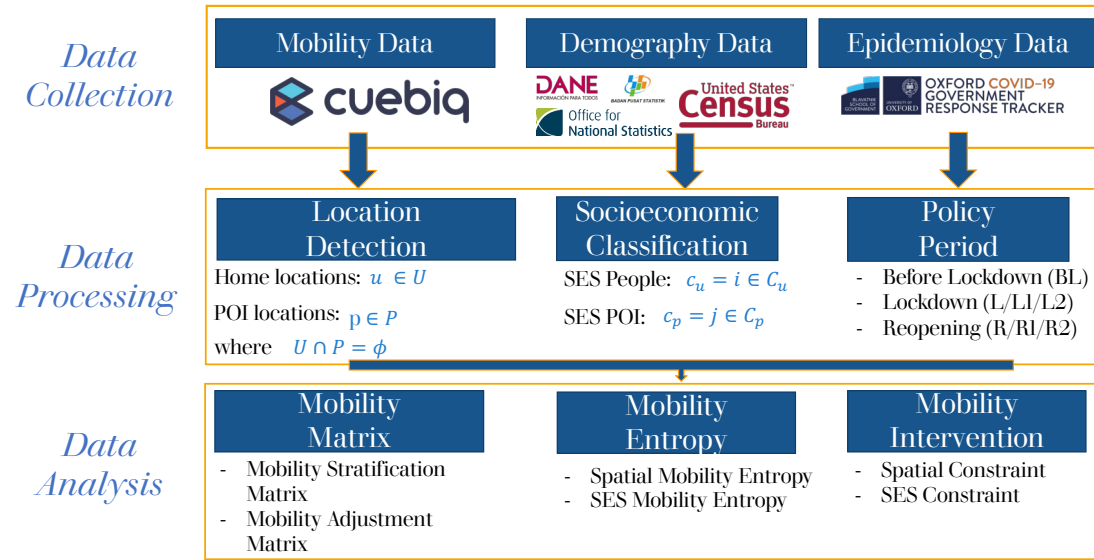 Data
Collection
Mobility Data
Demography Data
Epidemiology Data
cuebiq
DANE
INFORMACIÓN PARA TODOS
BADAN PUSAT STATISTIK
Office for
National Statistics
United States™
Census
Bureau
BLAVATNIK
SCHOOL OF
GOVERNMENT
UNIVERSITY OF
OXFORD
OXFORD COVID-19
GOVERNMENT
RESPONSE TRACKER
Data
Processing
Location
Detection
Home locations: u ∈ U
POI locations: p ∈ P
where U ∩ P = ϕ
Socioeconomic
Classification
SES People: c_u = i ∈ C_u
SES POI: c_p = j ∈ C_p
Policy
Period
- Before Lockdown (BL)
- Lockdown (L/L1/L2)
- Reopening (R/R1/R2)
Data
Analysis
Mobility
Matrix
- Mobility Stratification
Matrix
- Mobility Adjustment
Matrix
Mobility
Entropy
- Spatial Mobility Entropy
- SES Mobility Entropy
Mobility
Intervention
- Spatial Constraint
- SES Constraint